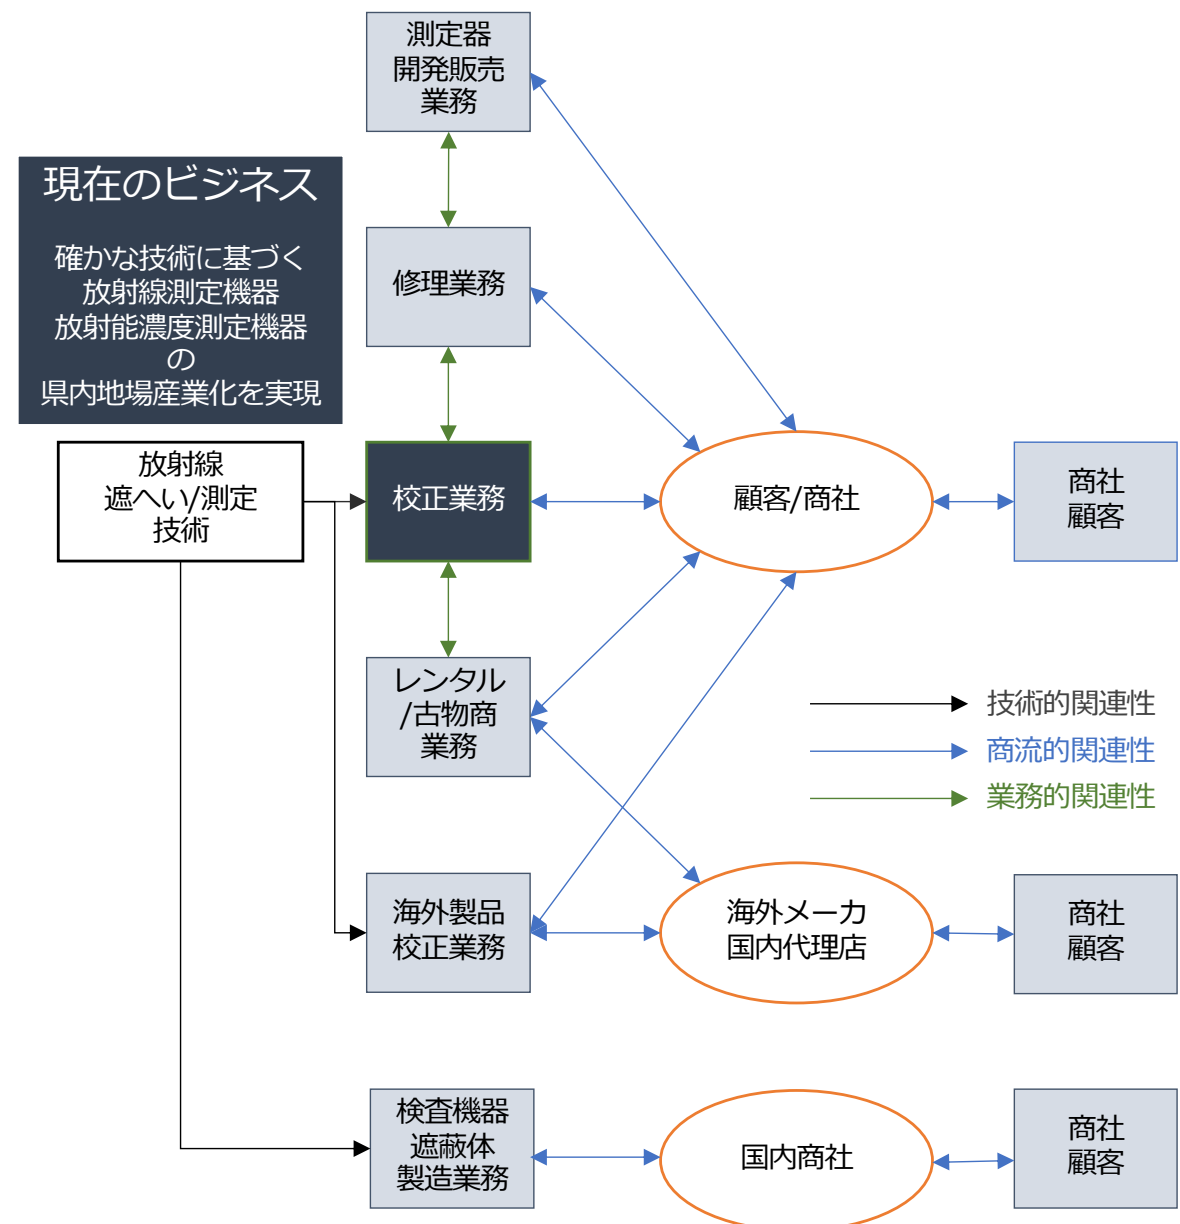 測定器
開発販売
業務
現在のビジネス
確かな技術に基づく
放射線測定機器
放射能濃度測定機器
の
県内地場産業化を実現
修理業務
放射線
遮へい/測定
技術
校正業務
顧客/商社
商社
顧客
レンタル
/古物商
業務
技術的関連性
商流的関連性
業務的関連性
海外製品
校正業務
海外メーカ
国内代理店
商社
顧客
検査機器
遮蔽体
製造業務
国内商社
商社
顧客